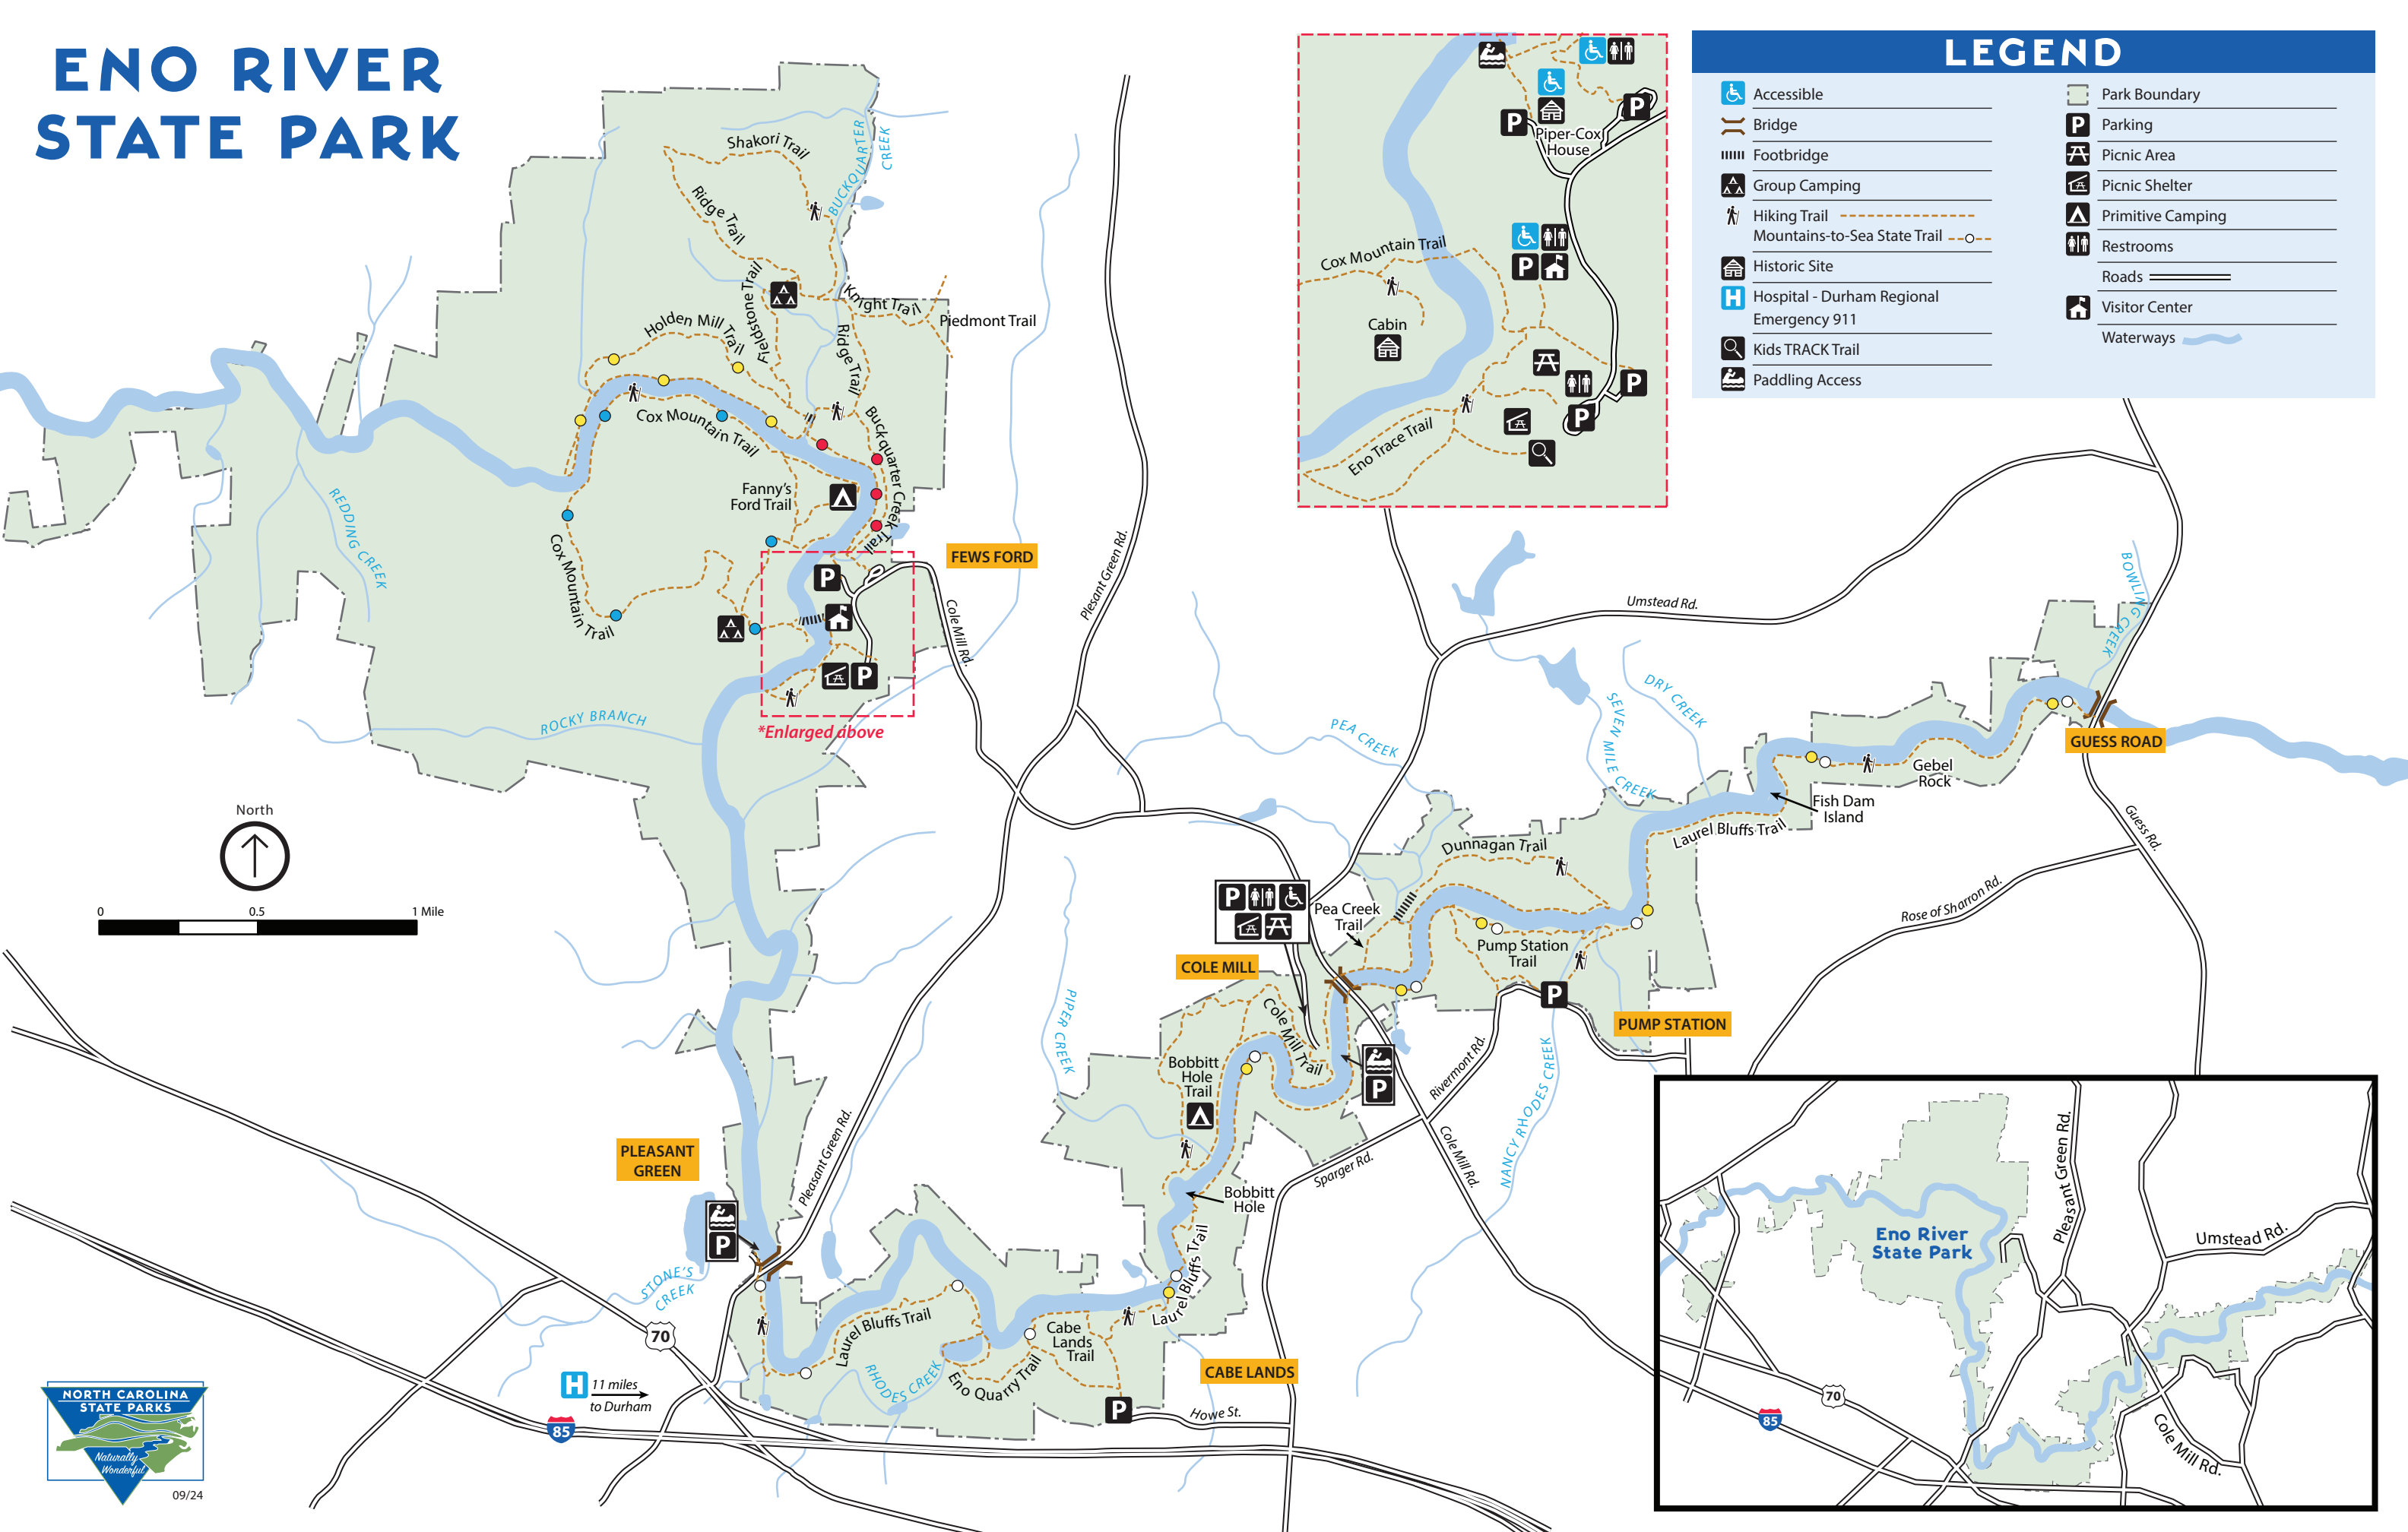 ENO RIVER
STATE PARK
LEGEND
Accessible
Bridge
Footbridge
Group Camping
Hiking Trail
Mountains-to-Sea State Trail
Historic Site
H
Hospital - Durham Regional
Emergency 911
Kids TRACK Trail
Paddling Access
Park Boundary
P
Parking
Picnic Area
Picnic Shelter
Primitive Camping
Restrooms
Roads
Visitor Center
Waterways
P
P
Piper-Cox
House
Cox Mountain Trail
P
Cabin
P
P
Eno Trace Trail
Shakori Trail
BUCKQUARTER
CREEK
Ridge Trail
Fieldstone Trail
Knight Trail
Piedmont Trail
Holden Mill Trail
Ridge Trail
Cox Mountain Trail
Buckquarter Creek Trail
Fanny's
Ford Trail
REDDING CREEK
Cox Mountain Trail
FEWS FORD
P
Cole Mill Rd.
P
ROCKY BRANCH
*Enlarged above
Plesant Green Rd.
Umstead Rd.
BOWLING CREEK
DRY CREEK
SEVEN MILE CREEK
PEA CREEK
GUESS ROAD
Gebel
Rock
Fish Dam
Island
Laurel Bluffs Trail
Guess Rd.
Rose of Sharron Rd.
North
0
0.5
1 Mile
Dunnagan Trail
P
Pea Creek
Trail
Pump Station
Trail
COLE MILL
P
PUMP STATION
Cole Mill Trail
PIPER CREEK
Bobbitt
Hole
Trail
P
Rivermont Rd.
NANCY RHODES CREEK
Cole Mill Rd.
Sparger Rd.
Bobbitt
Hole
Laurel Bluffs Trail
PLEASANT
GREEN
P
Pleasant Green Rd.
STONE'S
CREEK
70
Laurel Bluffs Trail
RHODES CREEK
Eno Quarry Trail
Cabe
Lands
Trail
CABE LANDS
P
Howe St.
H
11 miles
to Durham
85
NORTH CAROLINA
STATE PARKS
Naturally
Wonderful
09/24
Eno River
State Park
Pleasant Green Rd.
Umstead Rd.
70
85
Cole Mill Rd.